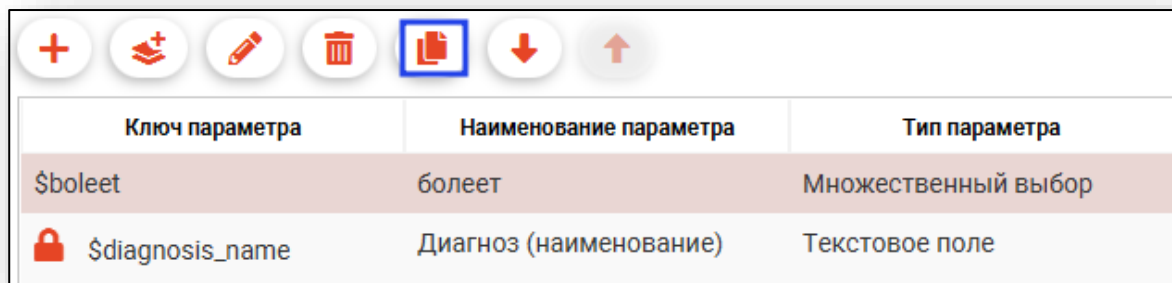 Ключ параметра Наименование параметра Тип параметра
$boleet болеет Множественный выбор
$diagnosis_name Диагноз (наименование) Текстовое поле